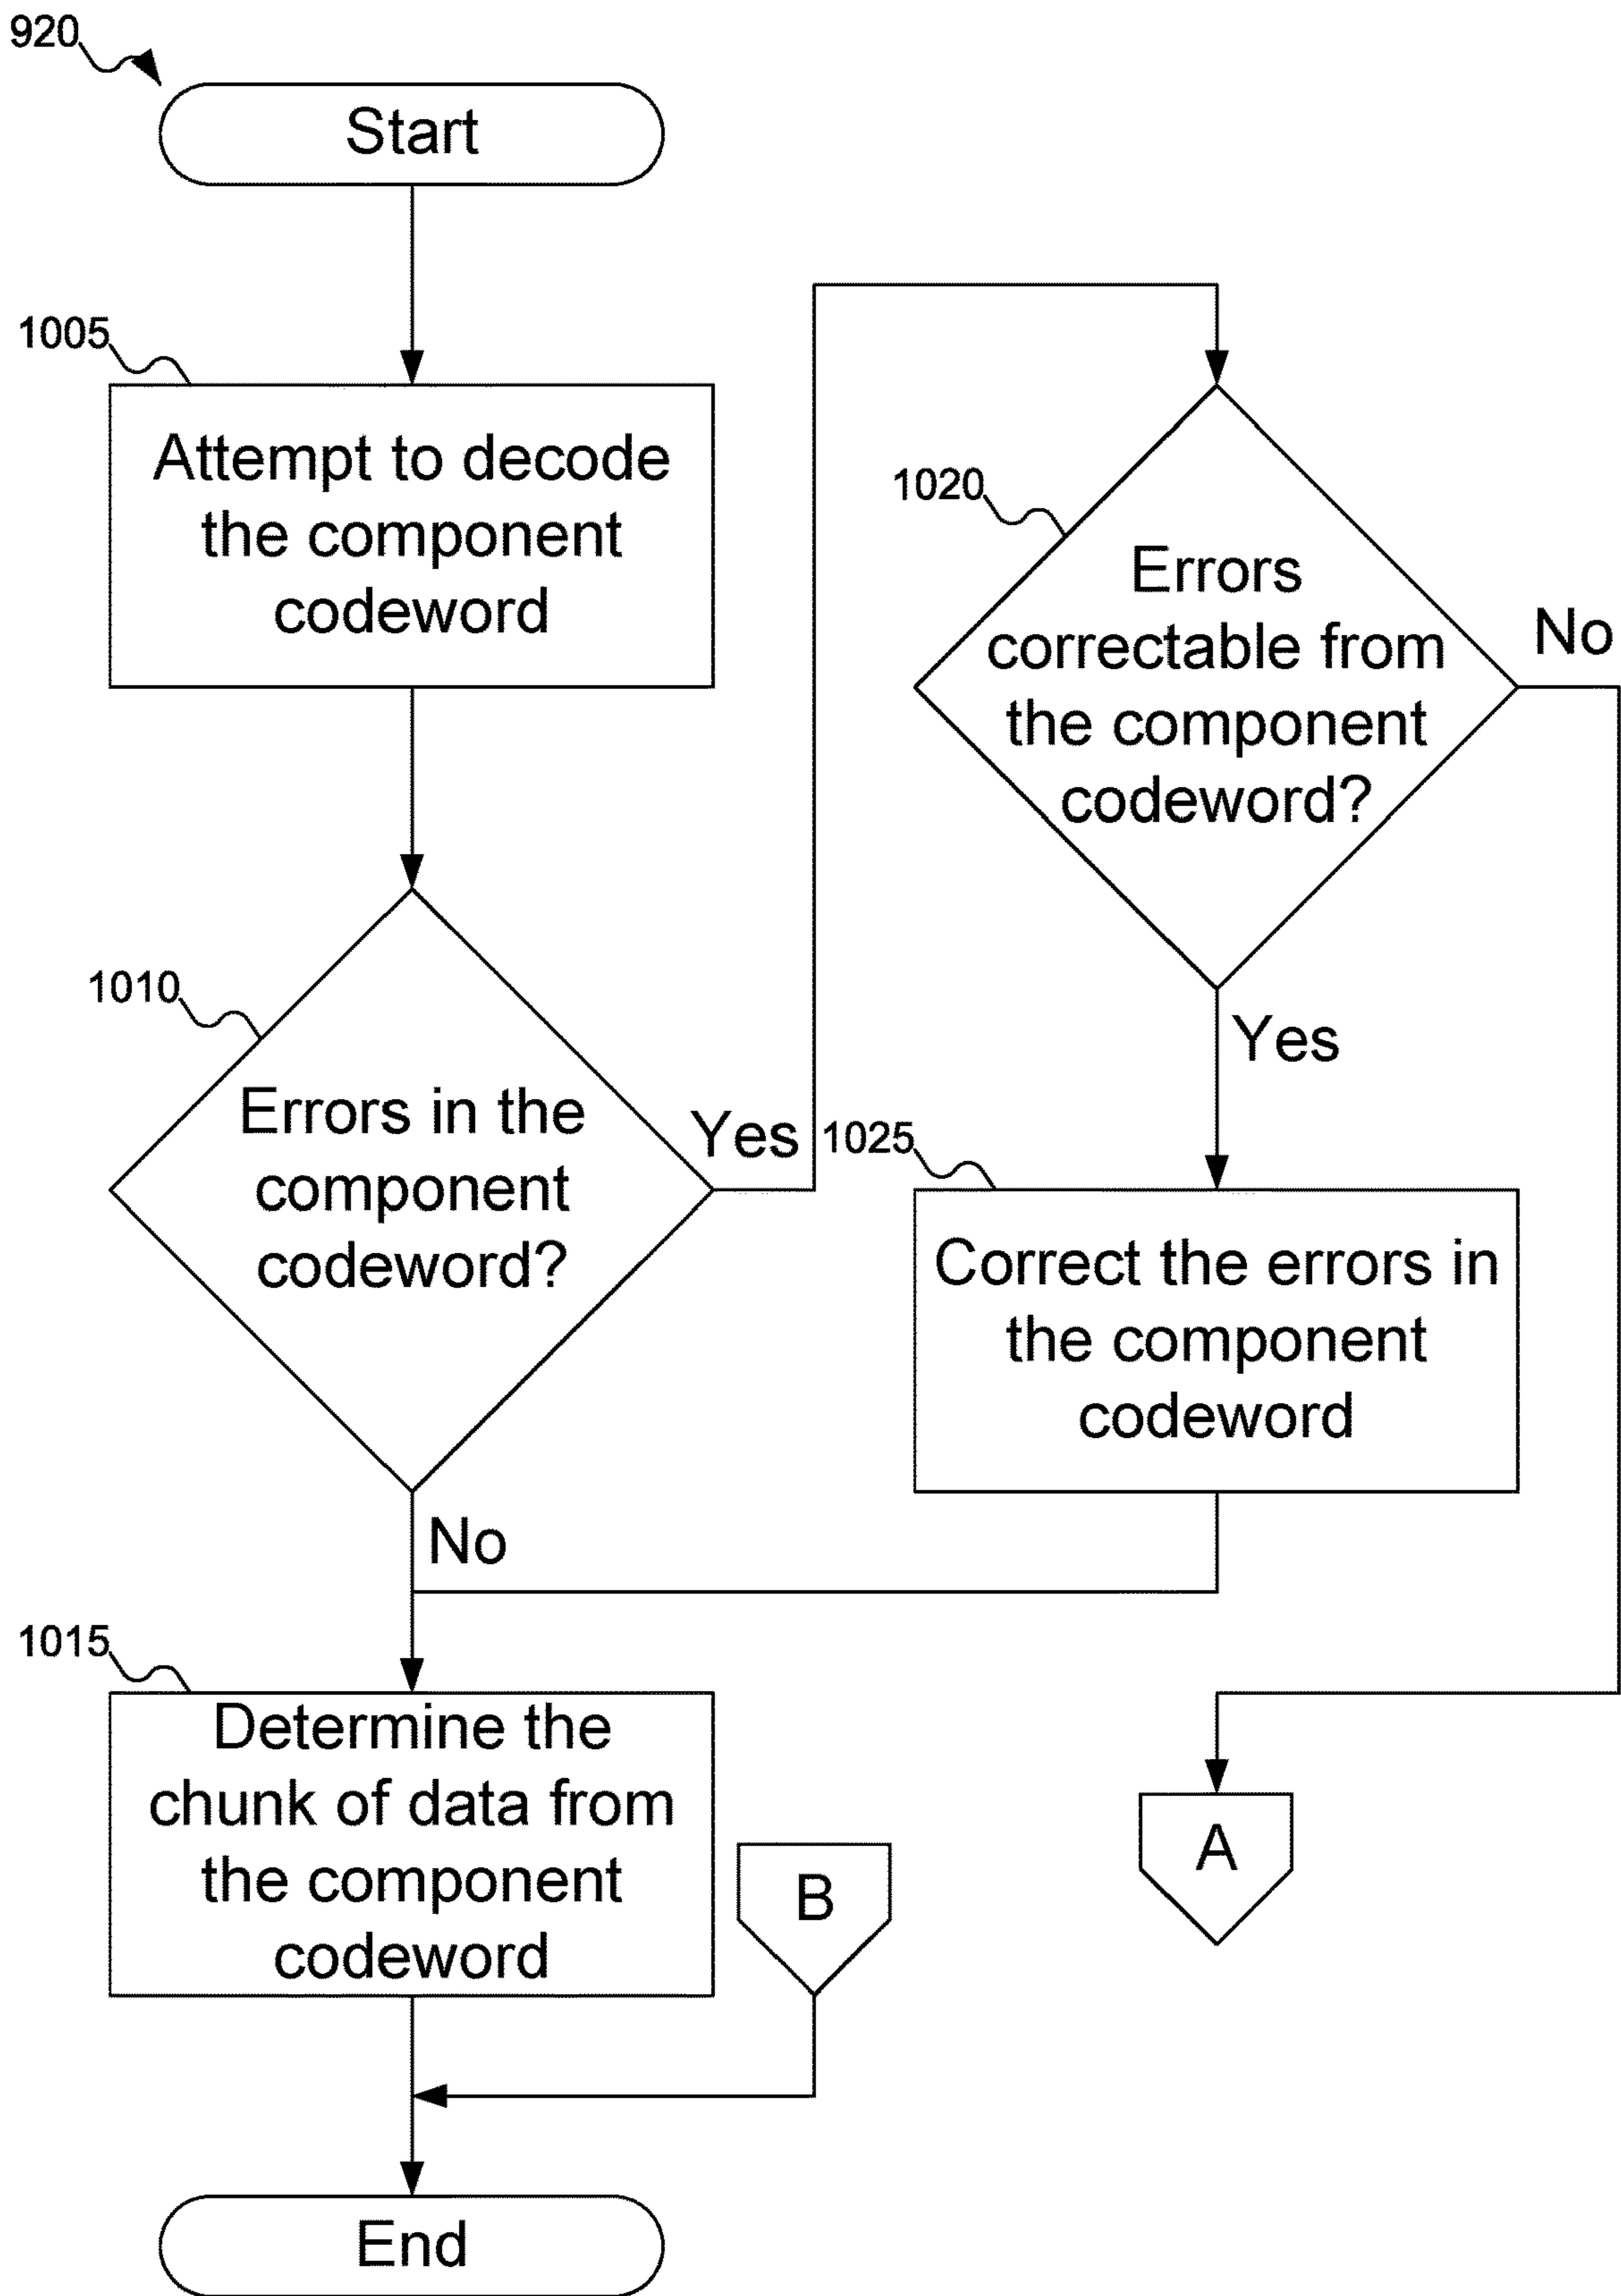 920
Start
1005
Attempt to decode
the component
codeword
1010
Errors in the
component
codeword?
Yes
No
1020
Errors
correctable from
the component
codeword?
No
Yes
1025
Correct the errors in
the component
codeword
1015
Determine the
chunk of data from
the component
codeword
B
A
End